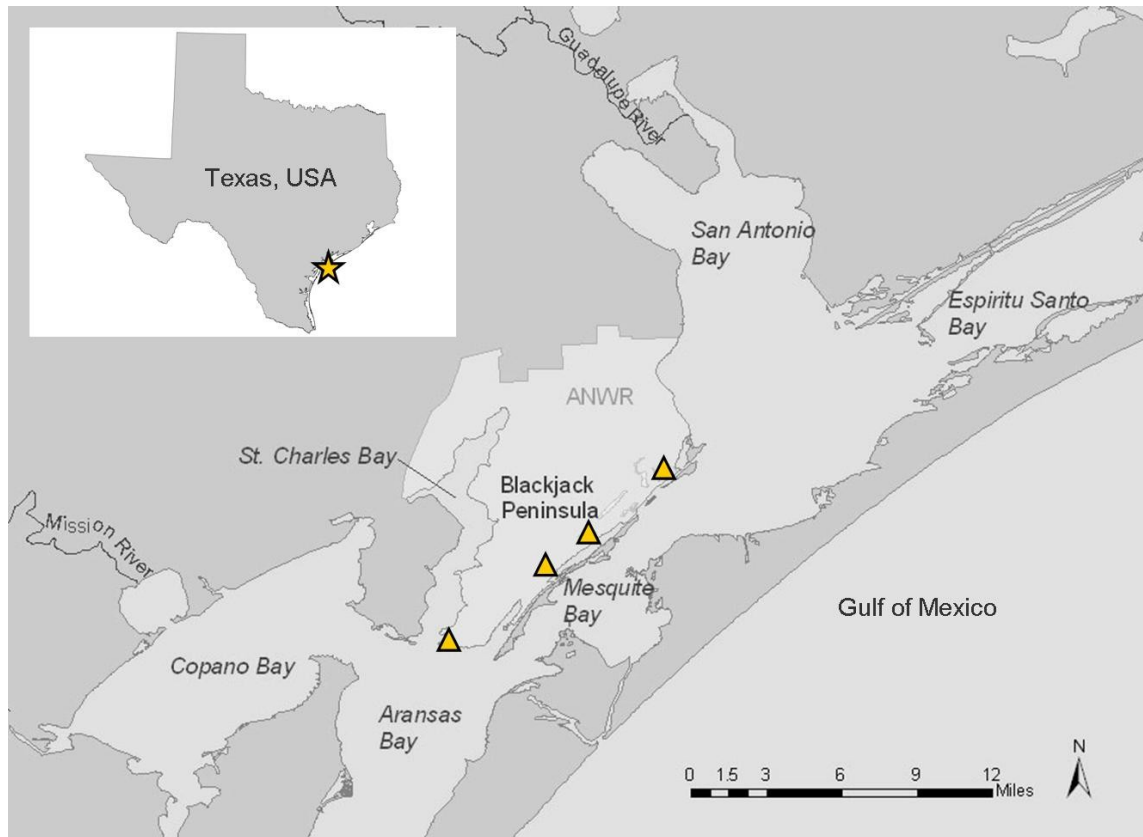 Guadalupe River
Texas, USA
San Antonio
Bay
Espiritu Santo
Bay
ANWR
St. Charles Bay
Blackjack
Peninsula
Mission River
Mesquite
Bay
Gulf of Mexico
Copano Bay
Aransas
Bay
N
0 1.5 3 6 9 12
Miles